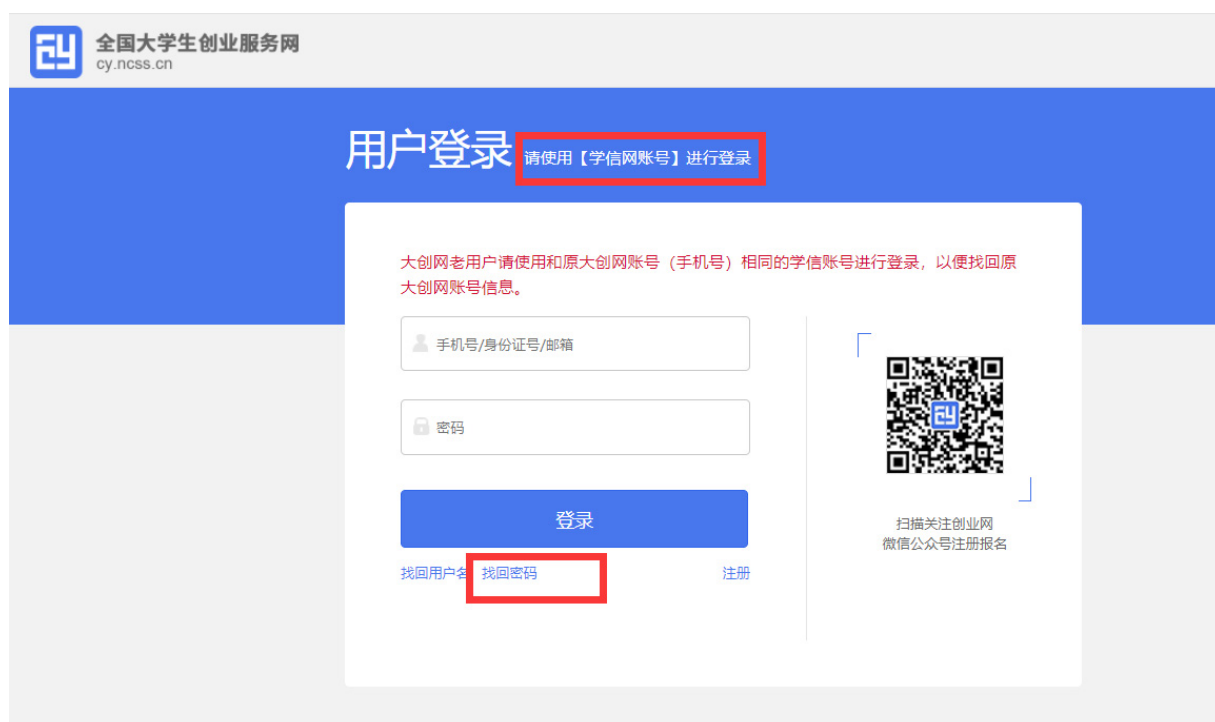 全国大学生创业服务网
cy.ncss.cn
用户登录 请使用【学信网账号】进行登录
大创网老用户请使用和原大创网账号（手机号）相同的学信账号进行登录，以便找回原
大创网账号信息。
手机号/身份证号/邮箱
密码
登录
找回用户名 找回密码 注册
扫描关注创业网
微信公众号注册报名